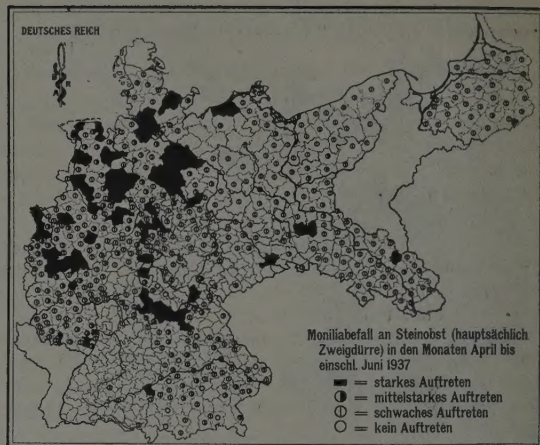 DEUTSCHES REICH
Moniliabefall an Steinobst (hauptsächlich
Zweigdürre) in den Monaten April bis
einschl. Juni 1937
= starkes Auftreten
= mittelstarkes Auftreten
= schwaches Auftreten
= kein Auftreten